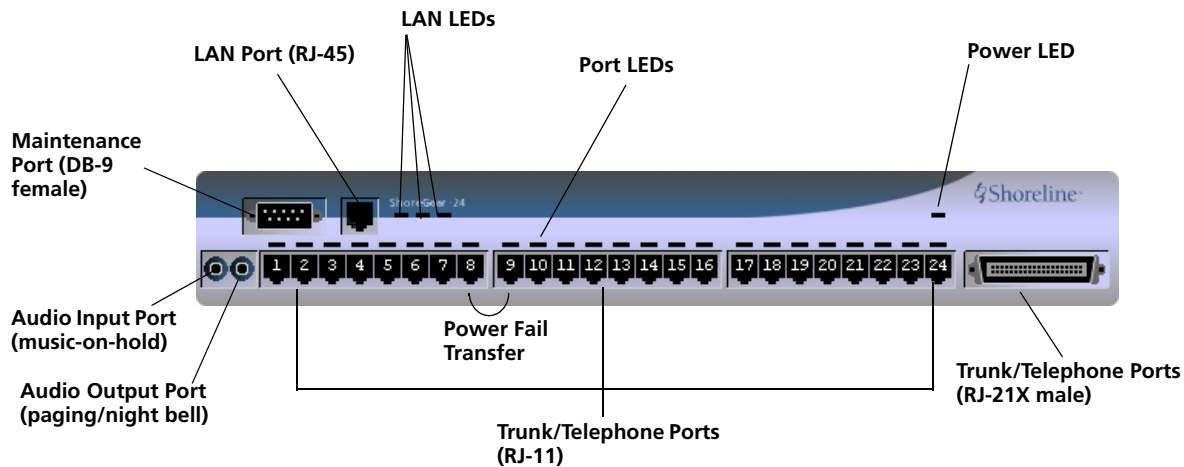 LAN LEDs
LAN Port (RJ-45)
Port LEDs
Power LED
Maintenance
Port (DB-9
female)
ShoreGear·24
Shoreline
1 2 3 4 5 6 7 8 9 10 11 12 13 14 15 16 17 18 19 20 21 22 23 24
Audio Input Port
(music-on-hold)
Power Fail
Transfer
Audio Output Port
(paging/night bell)
Trunk/Telephone Ports
(RJ-21X male)
Trunk/Telephone Ports
(RJ-11)